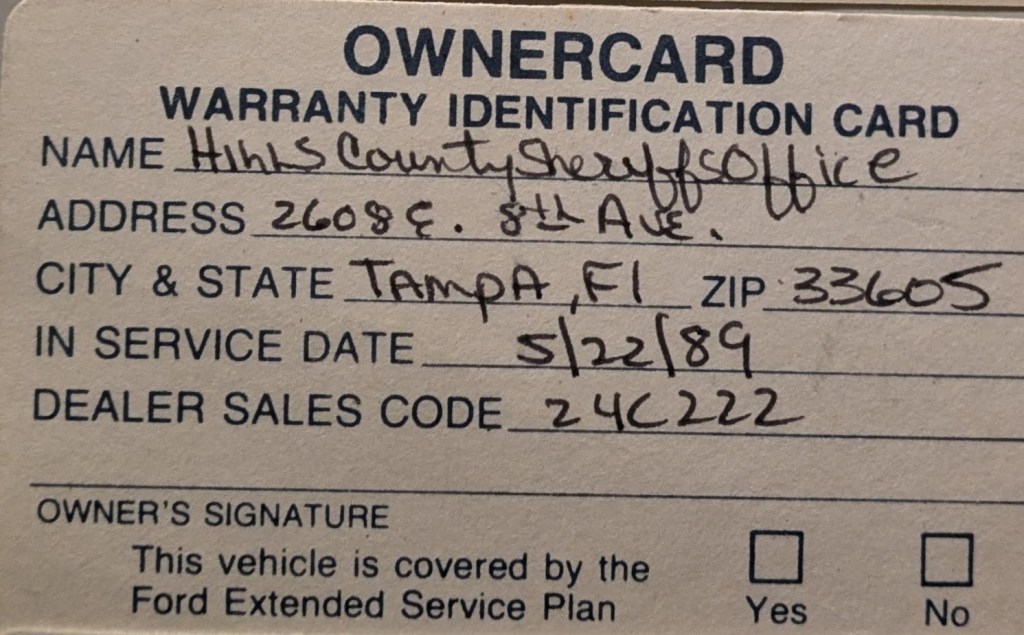 OWNERCARD
WARRANTY IDENTIFICATION CARD
NAME Hills County Sheryffs Office
ADDRESS 2608 E. 8th Ave.
CITY & STATE TAmpA, Fl ZIP 33605
IN SERVICE DATE 5/22/89
DEALER SALES CODE 24C222
OWNER'S SIGNATURE
This vehicle is covered by the
Ford Extended Service Plan
Yes No